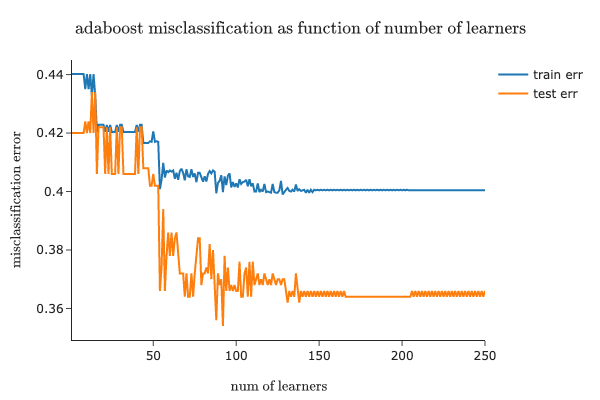 adaboost misclassification as function of number of learners
train err
test err
misclassification error
0.44
0.42
0.4
0.38
0.36
50
100
150
200
250
num of learners